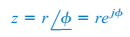 z = r/ϕ = re^{jϕ}